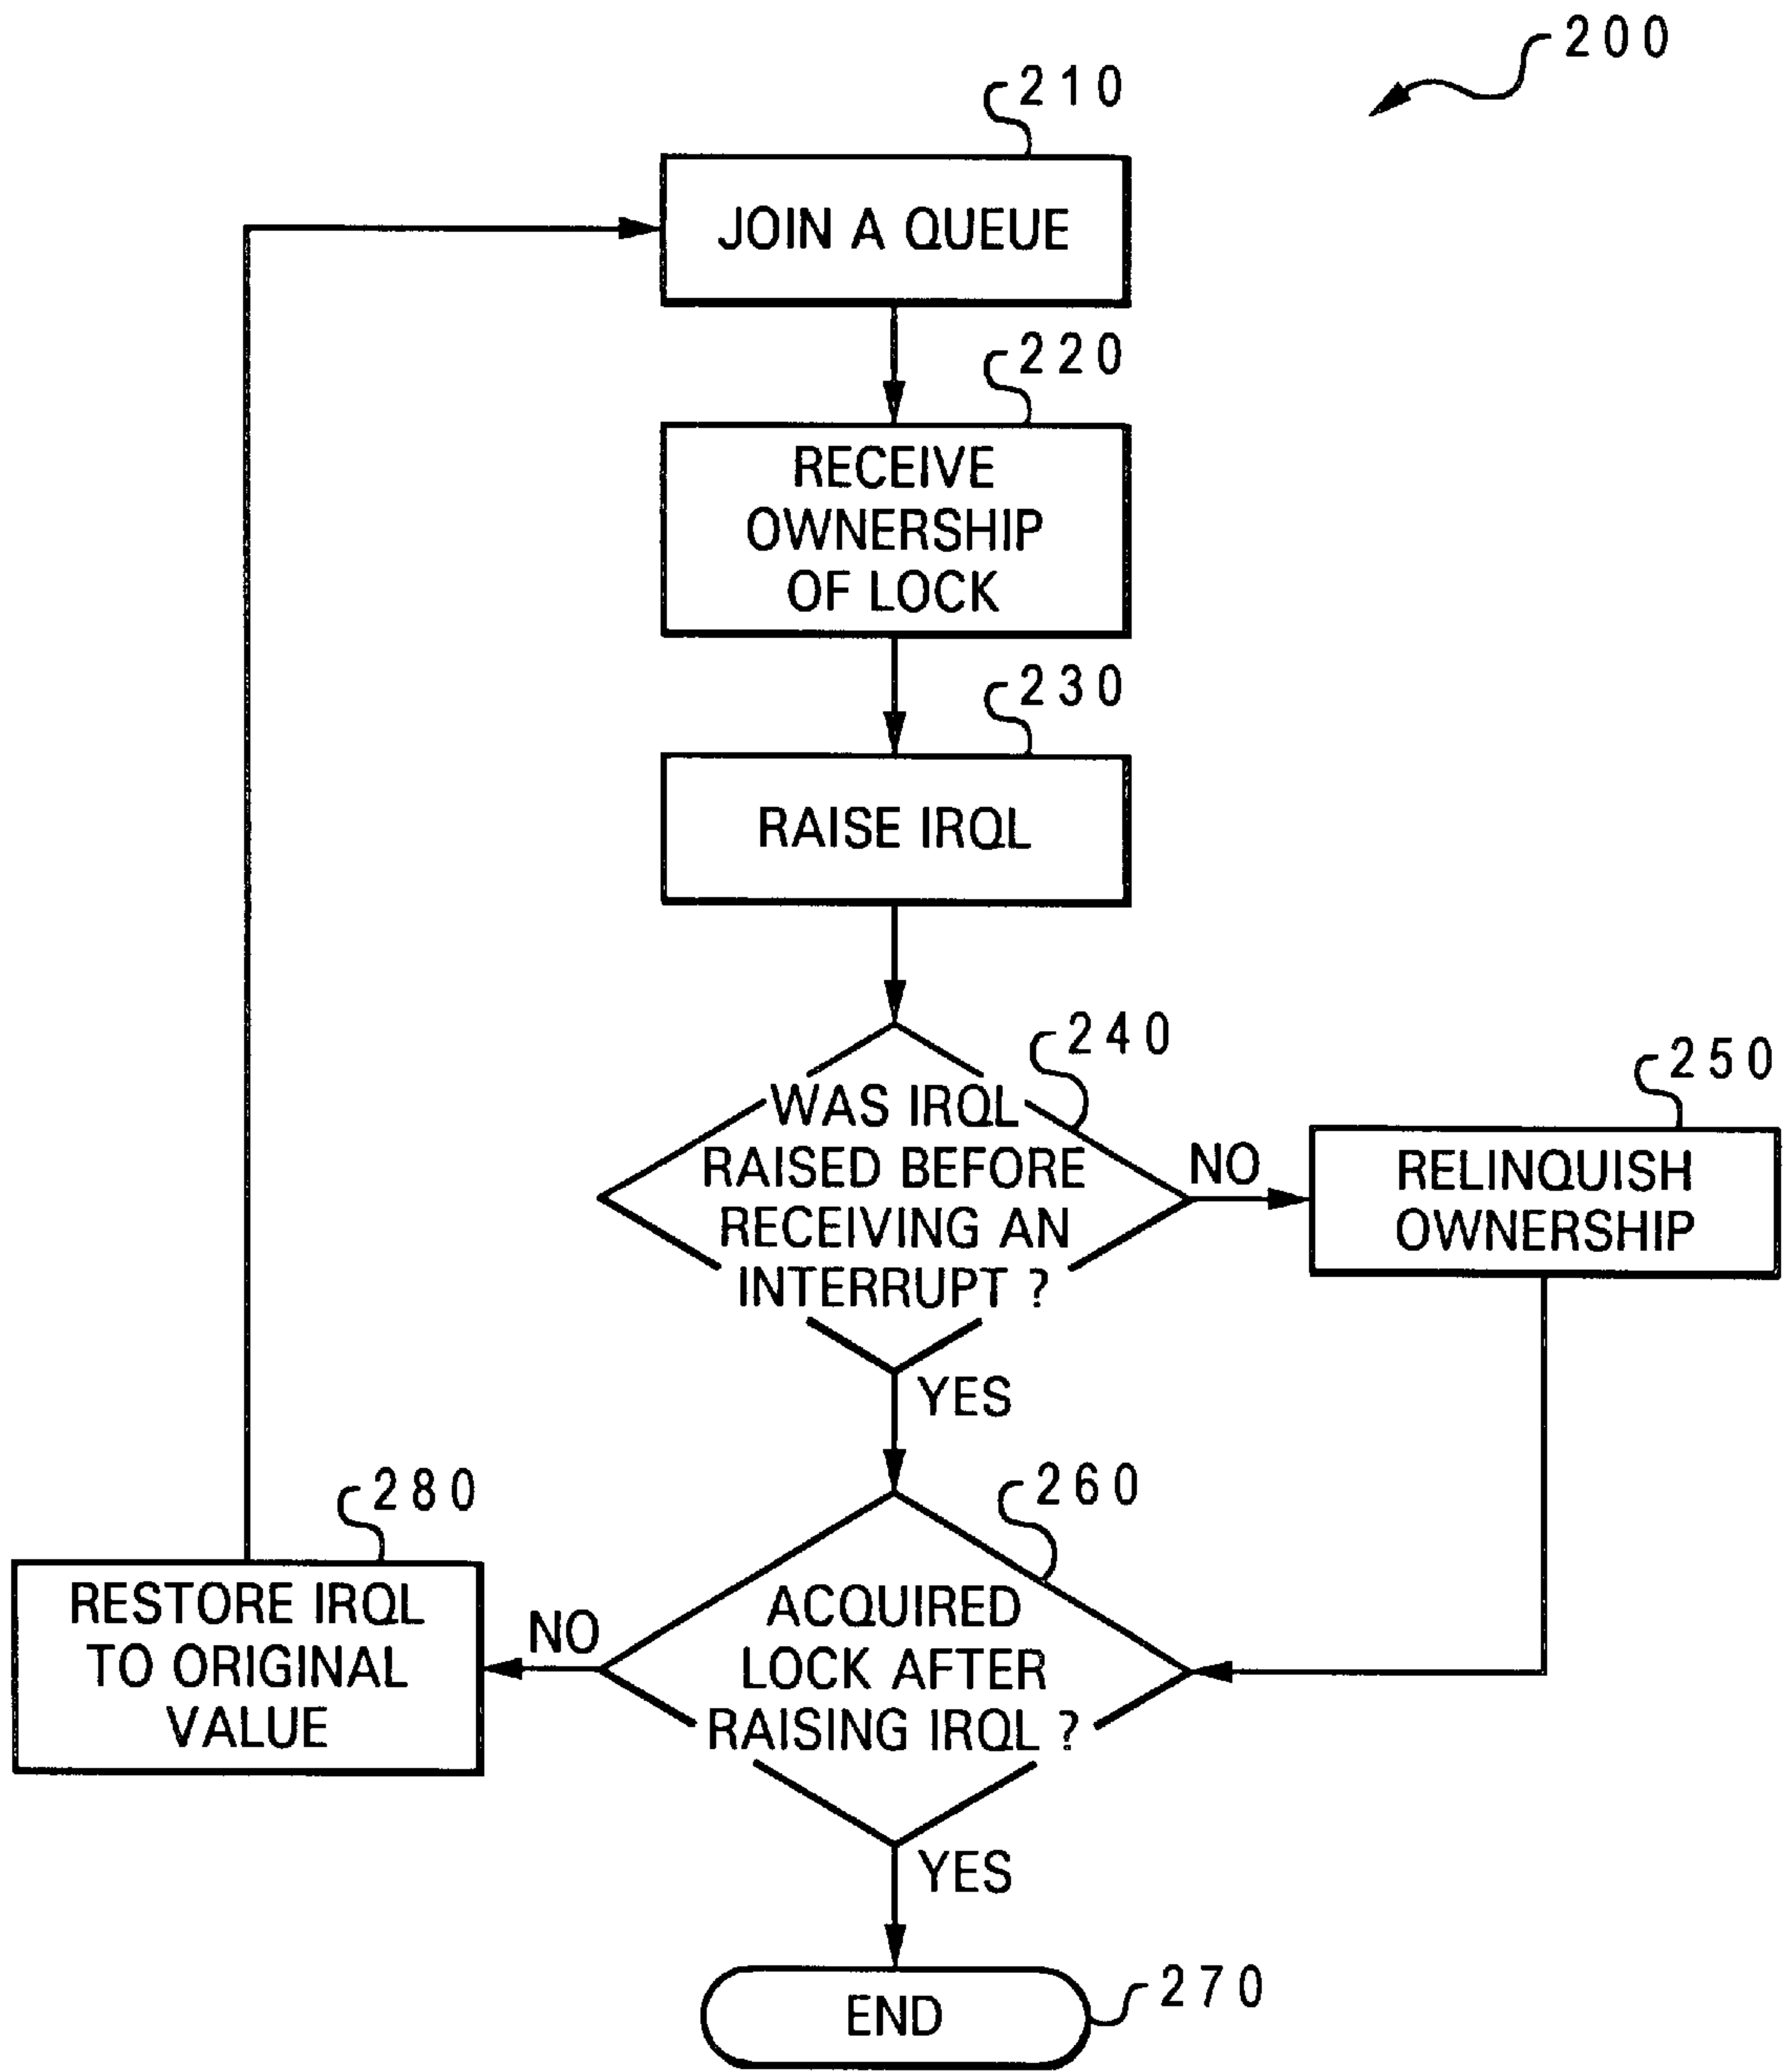 200
210
JOIN A QUEUE
220
RECEIVE
OWNERSHIP
OF LOCK
230
RAISE IRQL
240
WAS IRQL
RAISED BEFORE
RECEIVING AN
INTERRUPT ?
NO
250
RELINQUISH
OWNERSHIP
YES
260
ACQUIRED
LOCK AFTER
RAISING IRQL ?
NO
280
RESTORE IRQL
TO ORIGINAL
VALUE
YES
END
270